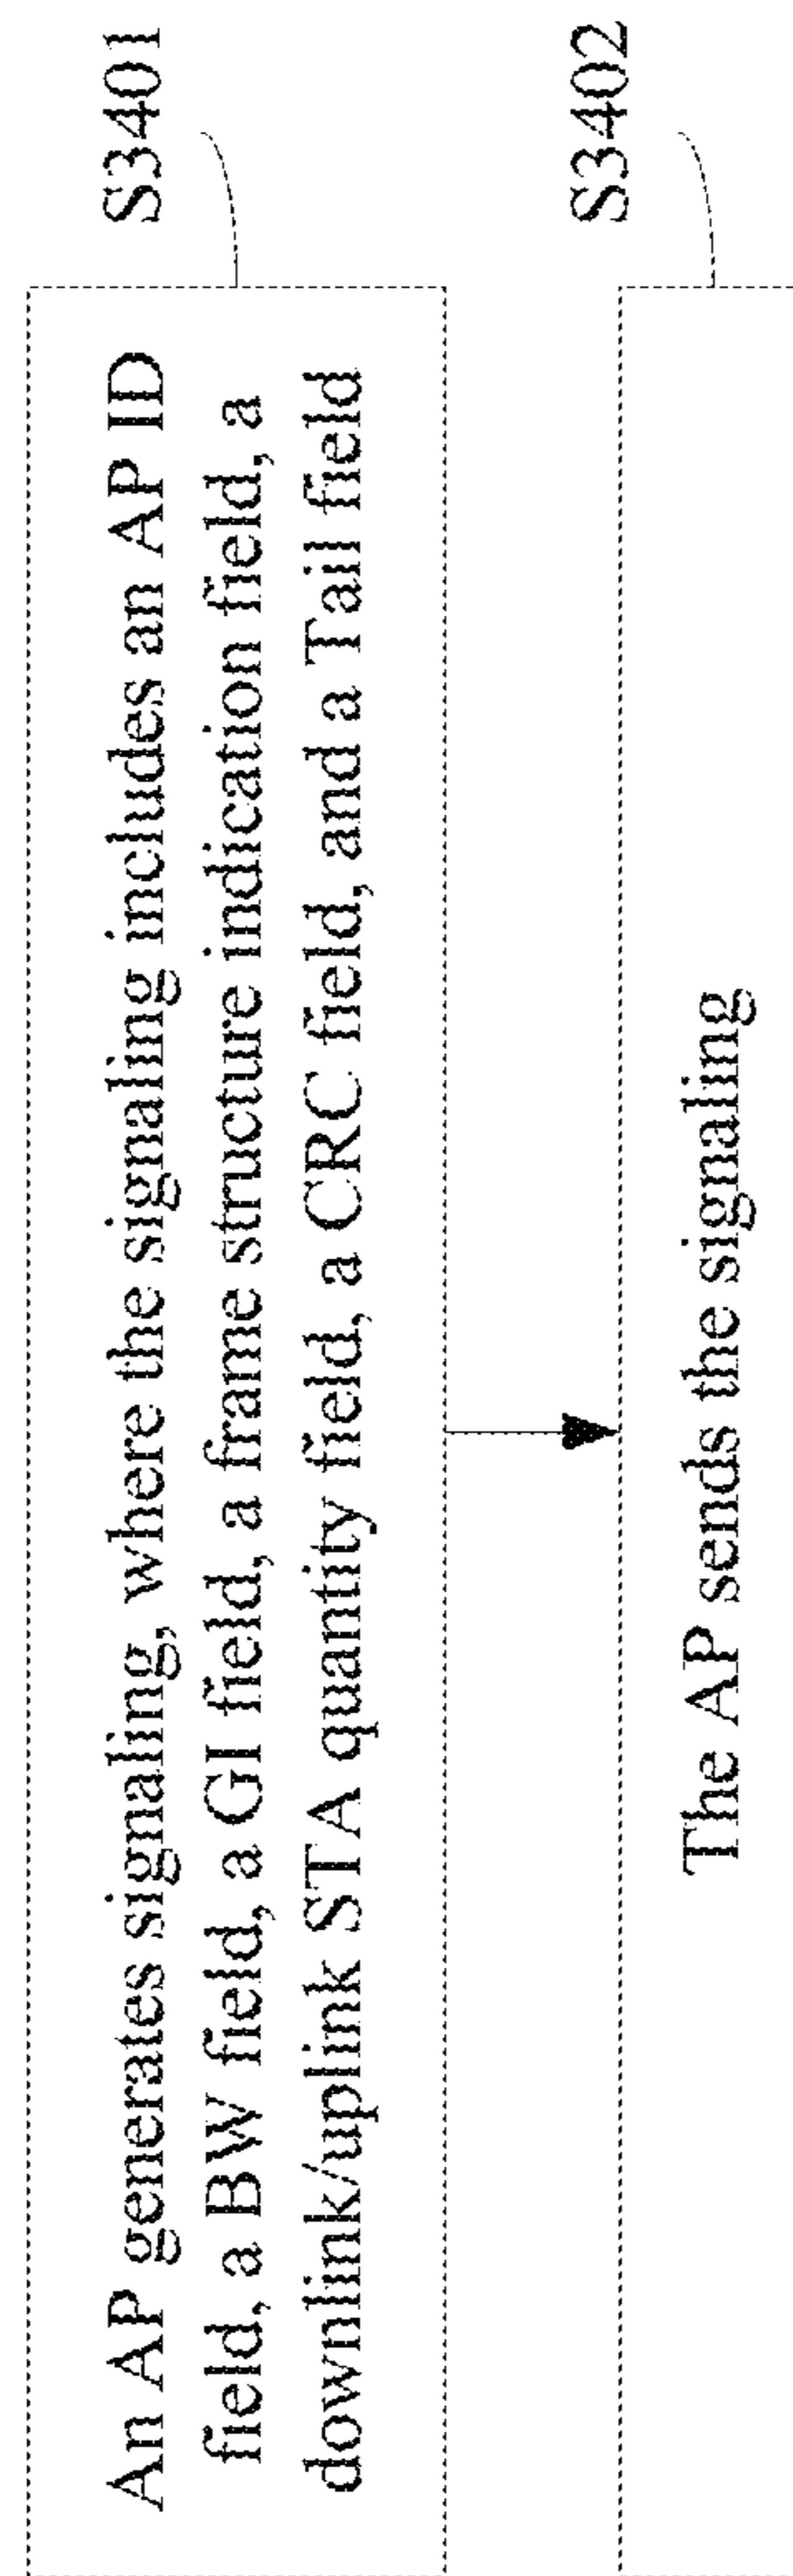 An AP generates signaling, where the signaling includes an AP ID
field, a BW field, a GI field, a frame structure indication field, a
downlink/uplink STA quantity field, a CRC field, and a Tail field
S3401
The AP sends the signaling
S3402